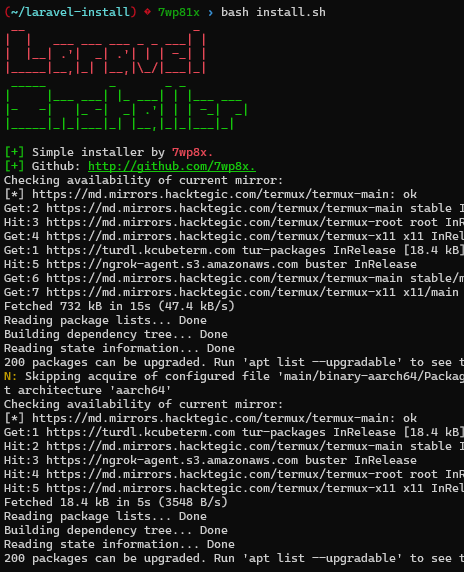 (~/laravel-install) ❖ 7wp81x › bash install.sh
Laravel
Installer
[+] Simple installer by 7wp8x.
[+] Github: http://github.com/7wp8x.
Checking availability of current mirror:
[*] https://md.mirrors.hacktegic.com/termux/termux-main: ok
Get:2 https://md.mirrors.hacktegic.com/termux/termux-main stable I
Hit:3 https://md.mirrors.hacktegic.com/termux/termux-root root InR
Get:4 https://md.mirrors.hacktegic.com/termux/termux-x11 x11 InRel
Get:1 https://turdl.kcubeterm.com tur-packages InRelease [18.4 kB]
Hit:5 https://ngrok-agent.s3.amazonaws.com buster InRelease
Get:6 https://md.mirrors.hacktegic.com/termux/termux-main stable/m
Get:7 https://md.mirrors.hacktegic.com/termux/termux-x11 x11/main
Fetched 732 kB in 15s (47.4 kB/s)
Reading package lists... Done
Building dependency tree... Done
Reading state information... Done
200 packages can be upgraded. Run 'apt list --upgradable' to see t
N: Skipping acquire of configured file 'main/binary-aarch64/Packag
t architecture 'aarch64'
Checking availability of current mirror:
[*] https://md.mirrors.hacktegic.com/termux/termux-main: ok
Get:1 https://turdl.kcubeterm.com tur-packages InRelease [18.4 kB]
Hit:2 https://md.mirrors.hacktegic.com/termux/termux-main stable I
Hit:3 https://ngrok-agent.s3.amazonaws.com buster InRelease
Hit:4 https://md.mirrors.hacktegic.com/termux/termux-root root InR
Hit:5 https://md.mirrors.hacktegic.com/termux/termux-x11 x11 InRel
Fetched 18.4 kB in 5s (3548 B/s)
Reading package lists... Done
Building dependency tree... Done
Reading state information... Done
200 packages can be upgraded. Run 'apt list --upgradable' to see t